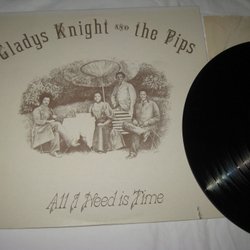 Gladys Knight AND the Pips
All I Need is Time